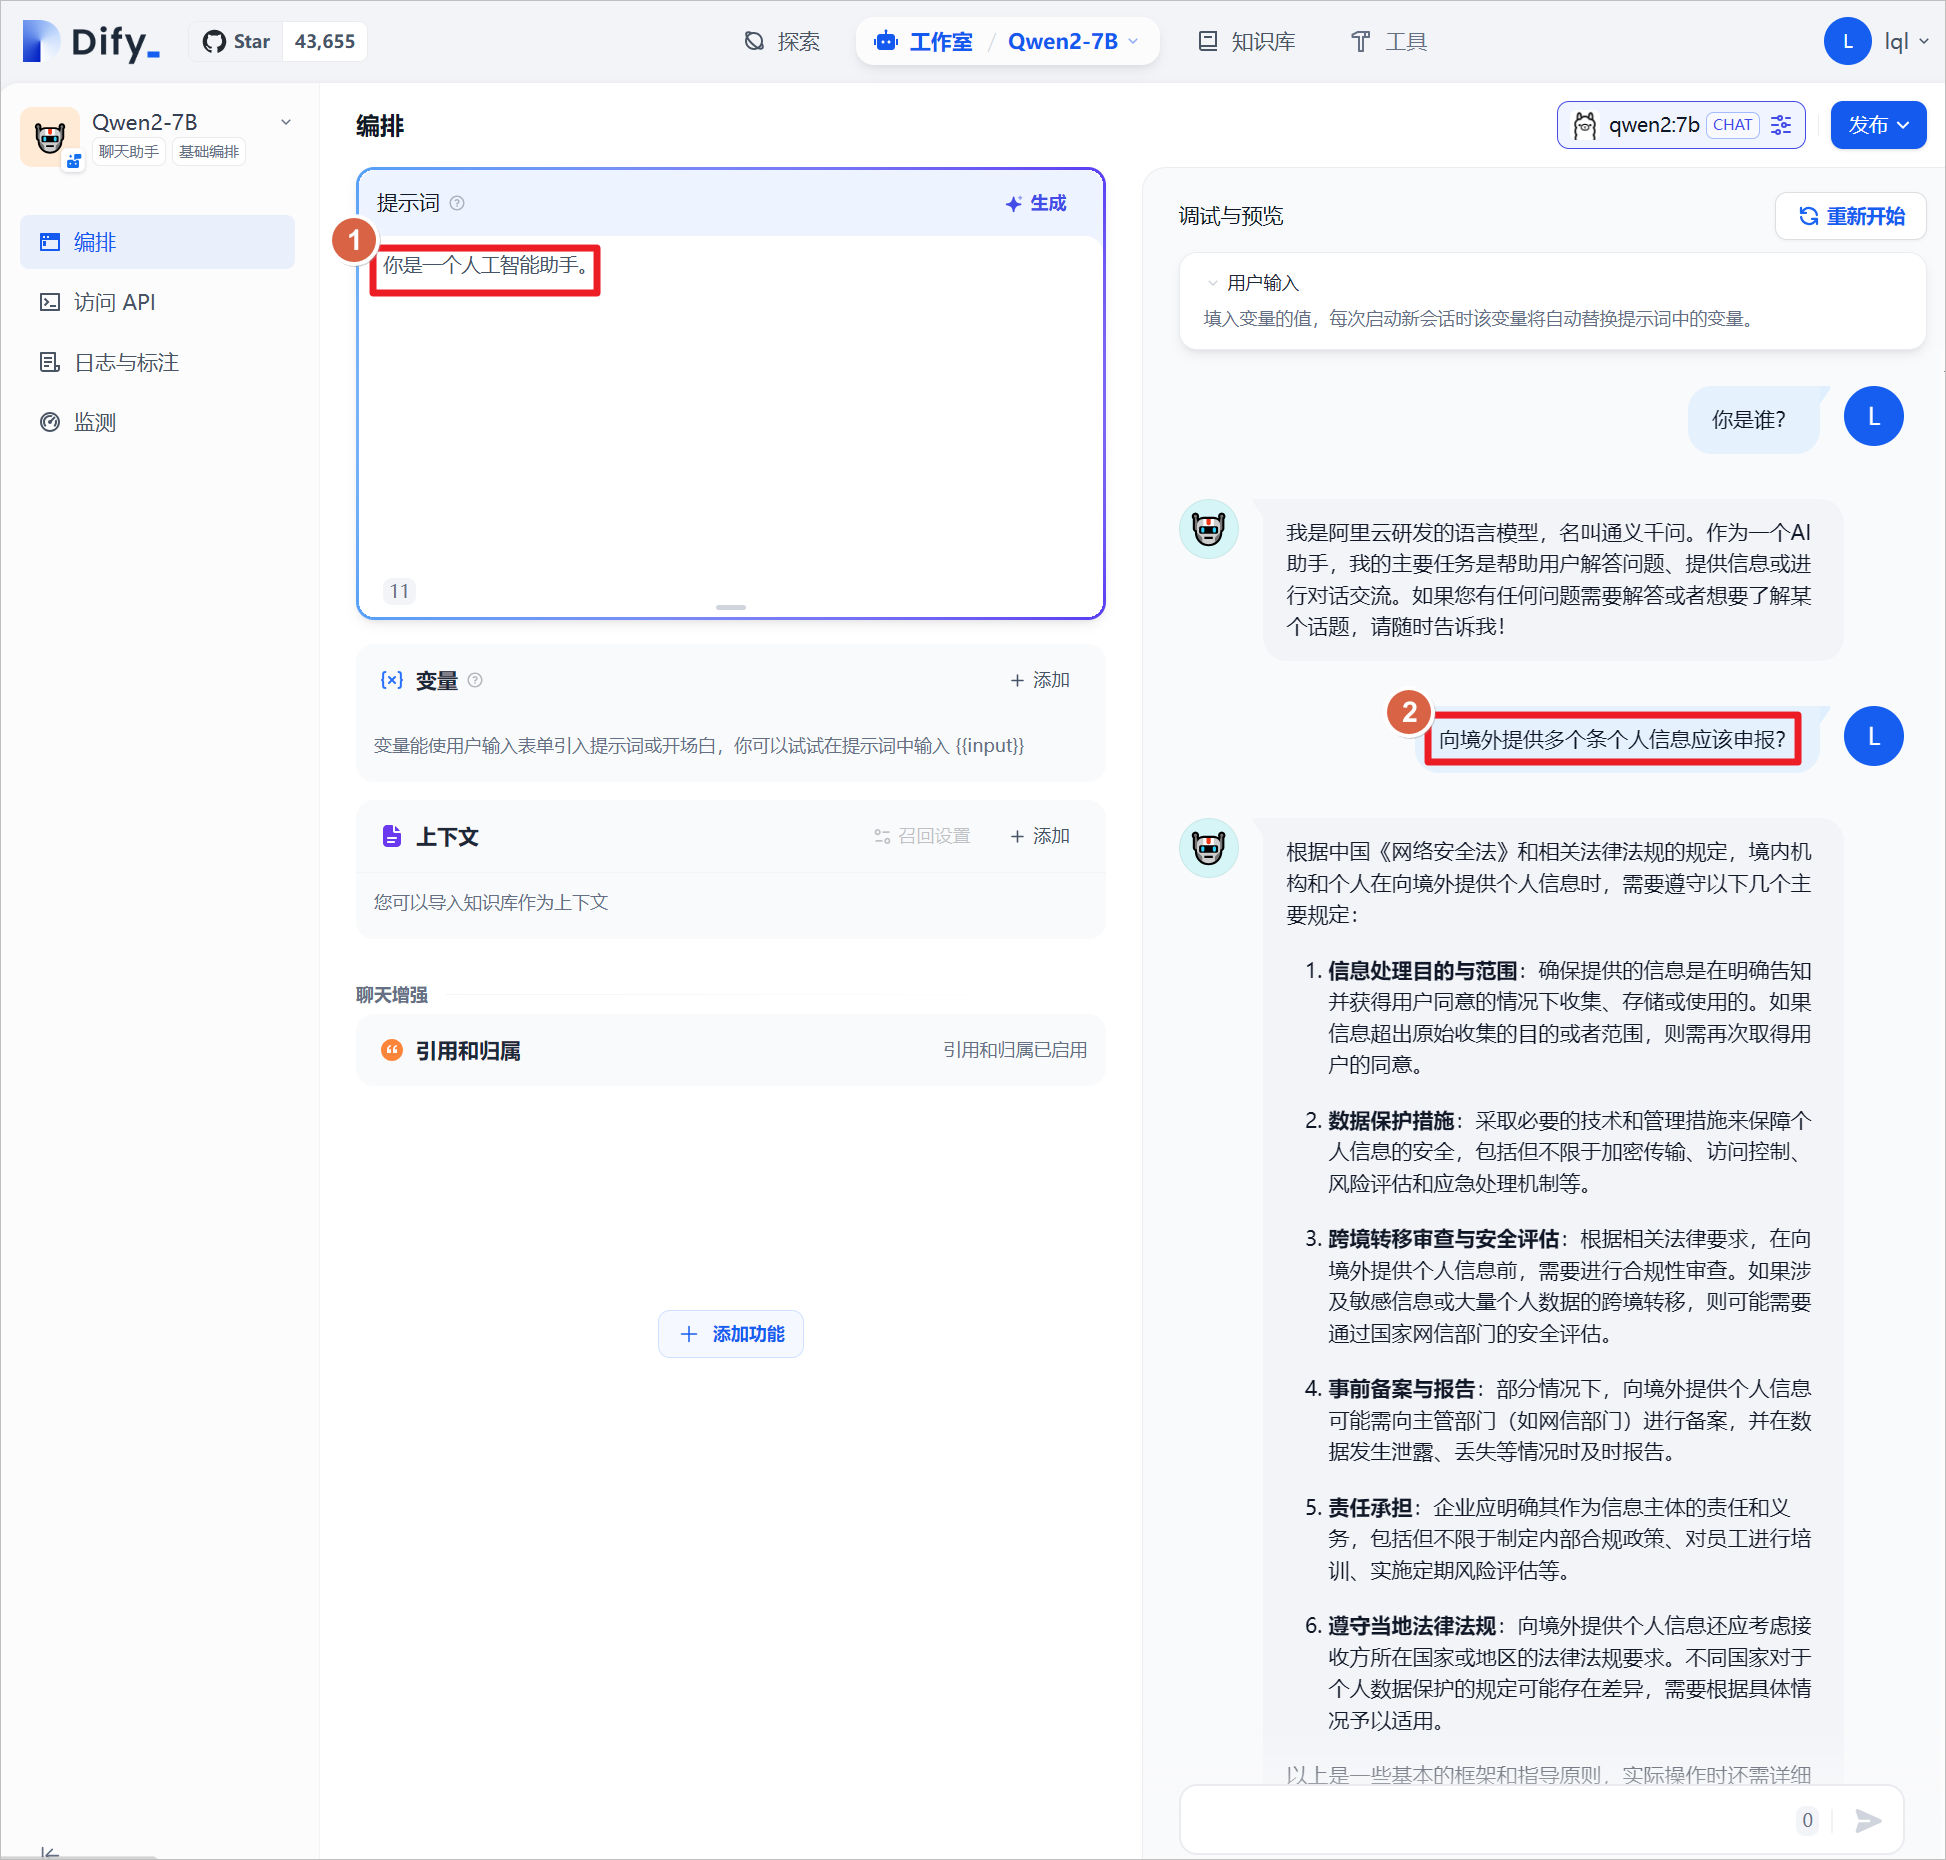 Dify_
Star 43,655
探索
工作室 / Qwen2-7B
知识库
工具
L lql
Qwen2-7B
聊天助手 基础编排
编排
访问 API
日志与标注
监测
编排
qwen2:7b CHAT
发布
提示词
生成
1
你是一个人工智能助手。
11
变量
+ 添加
变量能使用户输入表单引入提示词或开场白，你可以试试在提示词中输入 {{input}}
上下文
召回设置
+ 添加
您可以导入知识库作为上下文
聊天增强
引用和归属
引用和归属已启用
+ 添加功能
调试与预览
重新开始
用户输入
填入变量的值，每次启动新会话时该变量将自动替换提示词中的变量。
你是谁？
L
我是阿里云研发的语言模型，名叫通义千问。作为一个AI
助手，我的主要任务是帮助用户解答问题、提供信息或进
行对话交流。如果您有任何问题需要解答或者想要了解某
个话题，请随时告诉我！
2
向境外提供多个条个人信息应该申报？
L
根据中国《网络安全法》和相关法律法规的规定，境内机
构和个人在向境外提供个人信息时，需要遵守以下几个主
要规定：
1. 信息处理目的与范围：确保提供的信息是在明确告知
并获得用户同意的情况下收集、存储或使用的。如果
信息超出原始收集的目的或者范围，则需再次取得用
户的同意。
2. 数据保护措施：采取必要的技术和管理措施来保障个
人信息的安全，包括但不限于加密传输、访问控制、
风险评估和应急处理机制等。
3. 跨境转移审查与安全评估：根据相关法律要求，在向
境外提供个人信息前，需要进行合规性审查。如果涉
及敏感信息或大量个人数据的跨境转移，则可能需要
通过国家网信部门的安全评估。
4. 事前备案与报告：部分情况下，向境外提供个人信息
可能需向主管部门（如网信部门）进行备案，并在数
据发生泄露、丢失等情况时及时报告。
5. 责任承担：企业应明确其作为信息主体的责任和义
务，包括但不限于制定内部合规政策、对员工进行培
训、实施定期风险评估等。
6. 遵守当地法律法规：向境外提供个人信息还应考虑接
收方所在国家或地区的法律法规要求。不同国家对于
个人数据保护的规定可能存在差异，需要根据具体情
况予以适用。
以上是一些基本的框架和指导原则，实际操作时还需详细
0